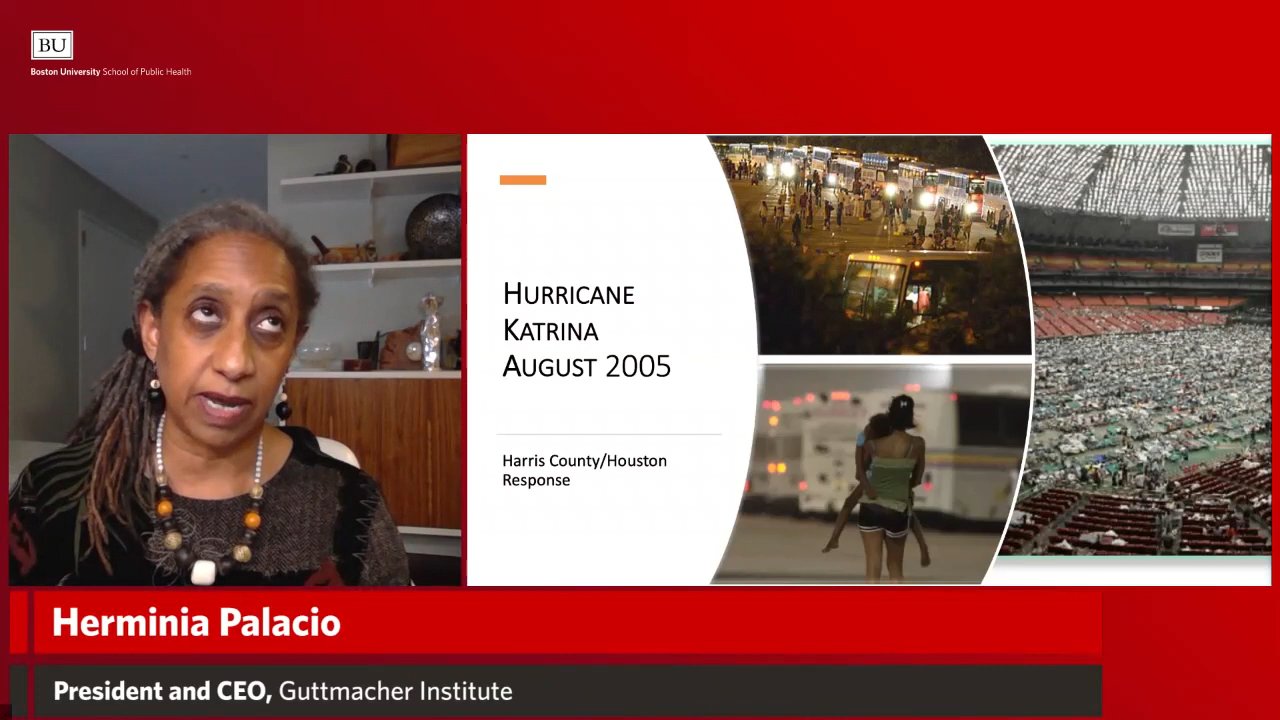 BU
Boston University School of Public Health
HURRICANE
KATRINA
AUGUST 2005
Harris County/Houston
Response
Herminia Palacio
President and CEO, Guttmacher Institute